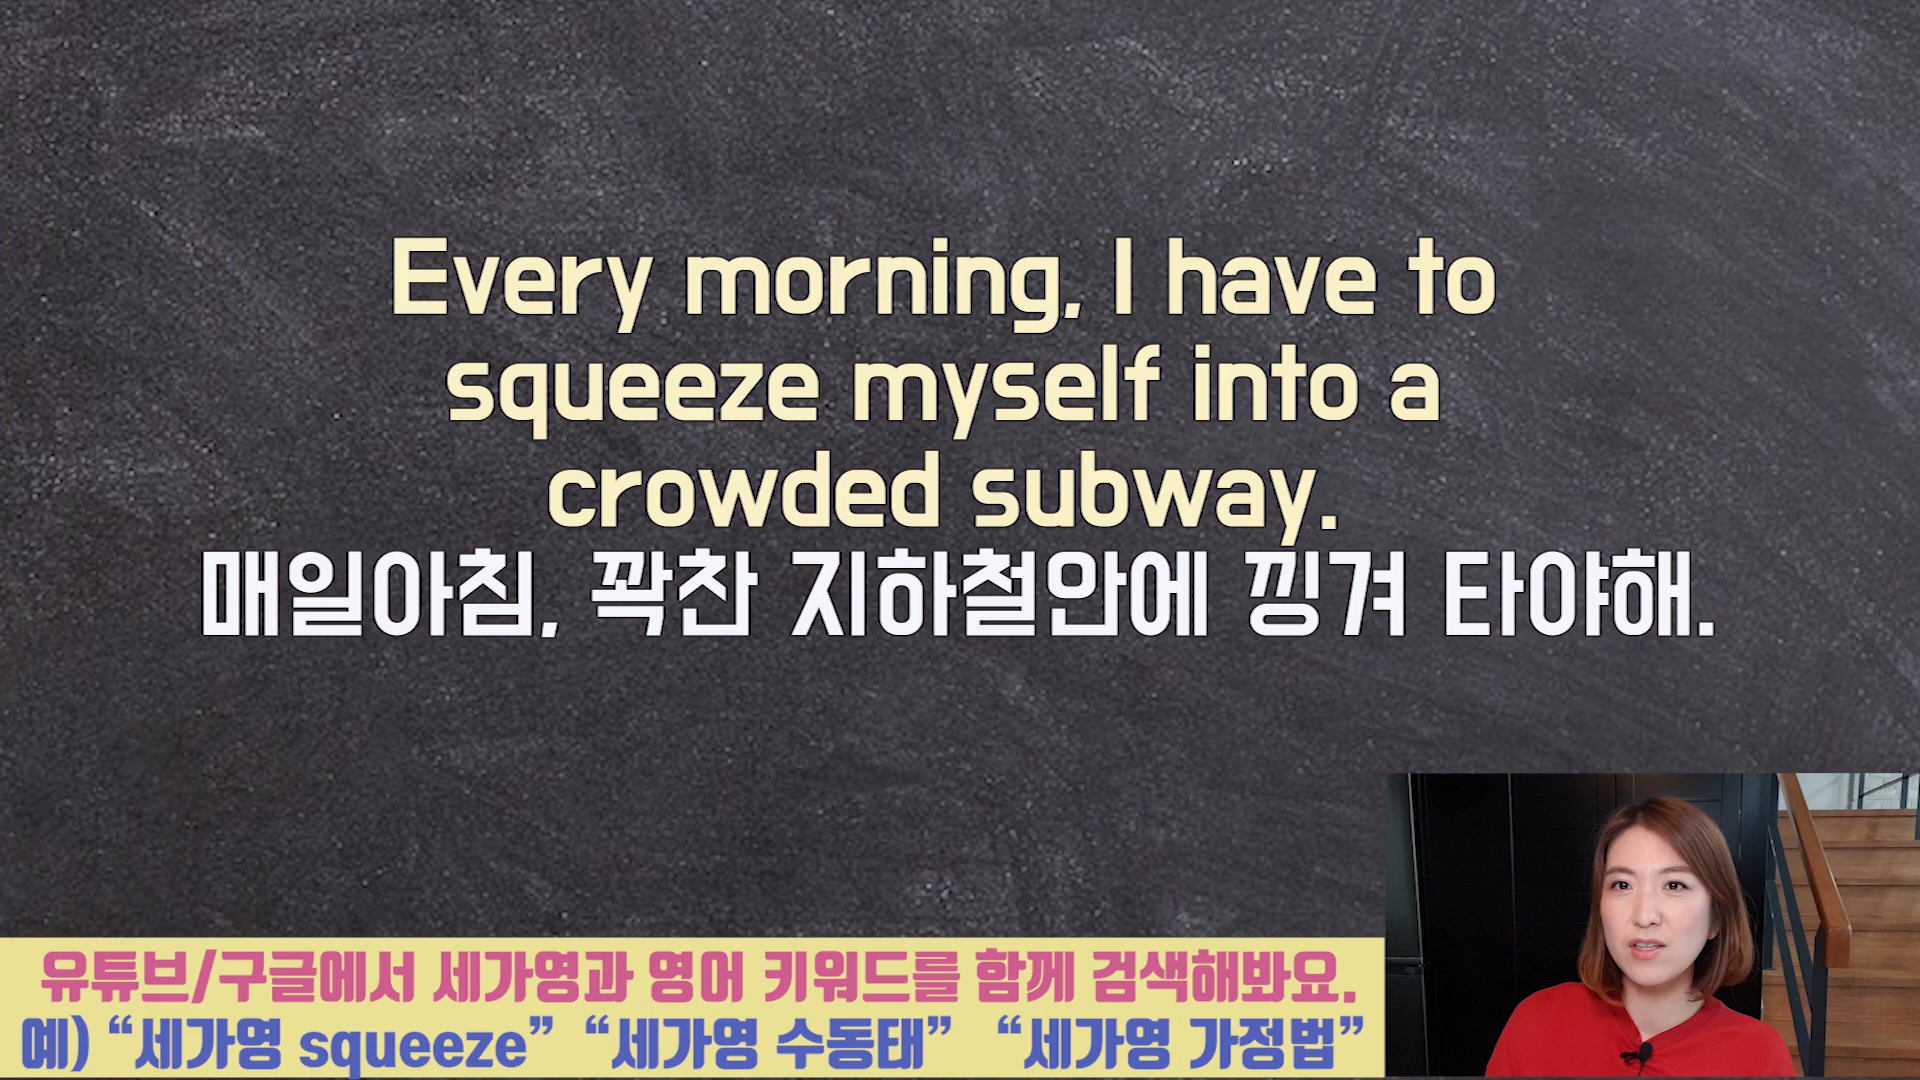 Every morning, I have to
squeeze myself into a
crowded subway.
매일아침, 꽉찬 지하철안에 낑겨 타야해.
유튜브/구글에서 세가영과 영어 키워드를 함께 검색해봐요.
예) “세가영 squeeze” “세가영 수동태” “세가영 가정법”